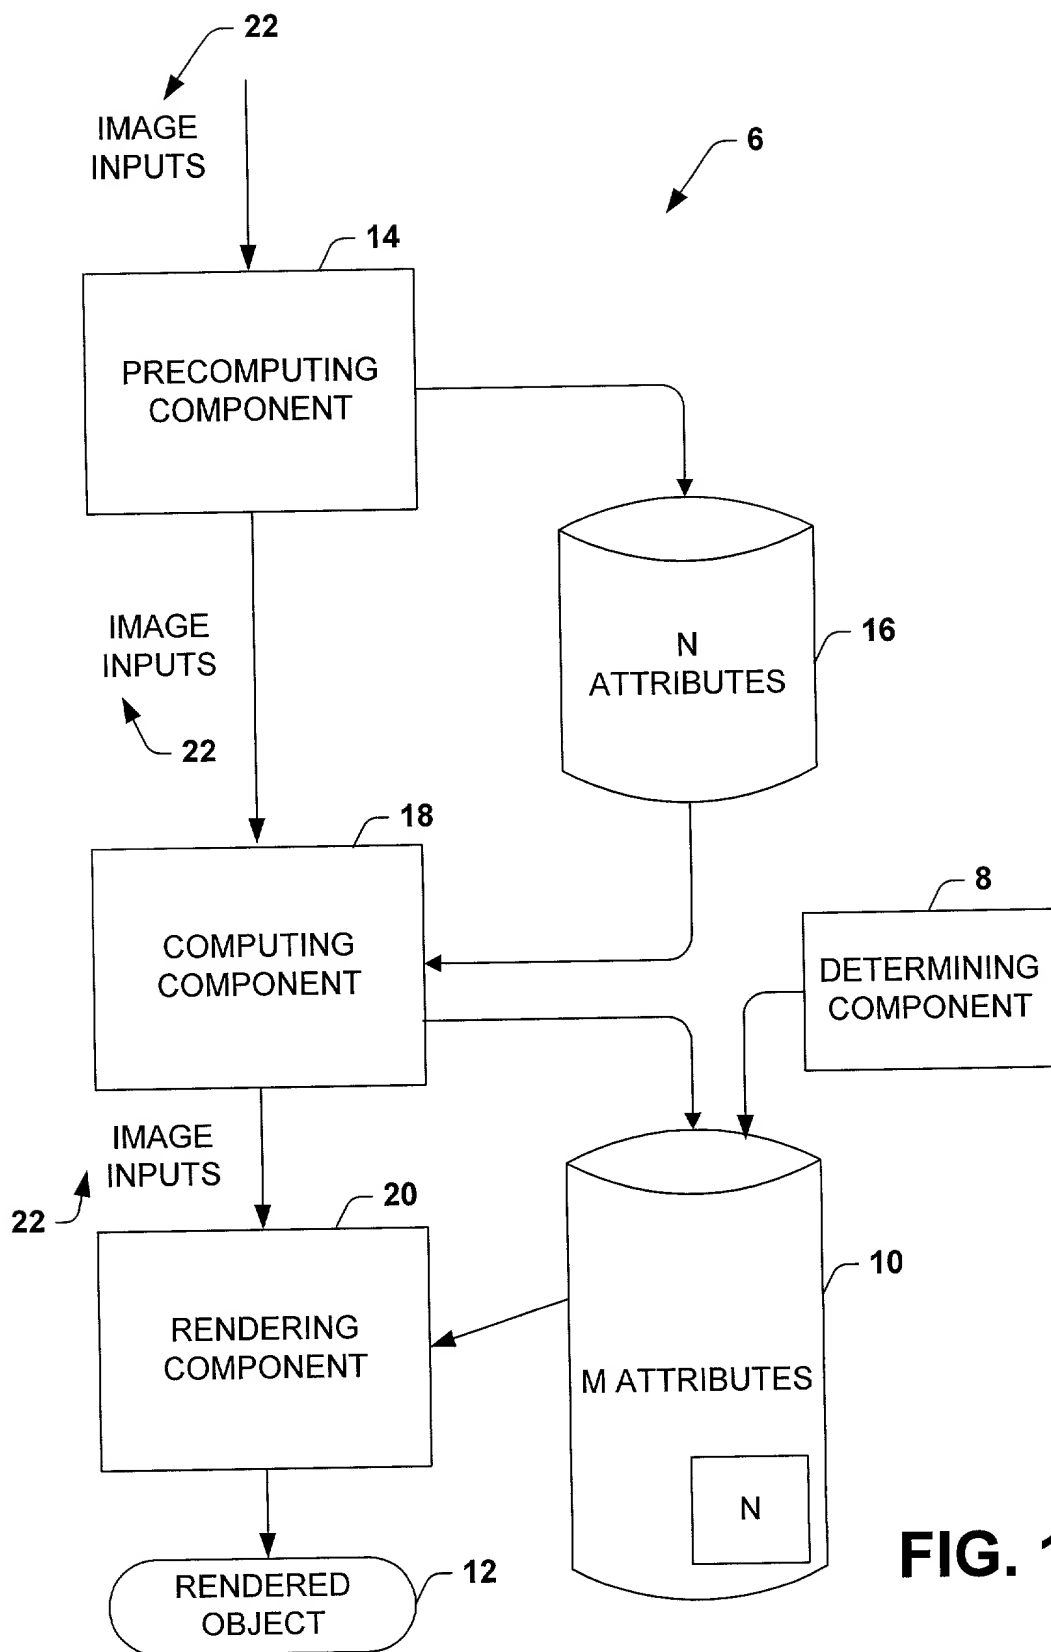 22
IMAGE
INPUTS
6
14
PRECOMPUTING
COMPONENT
N
ATTRIBUTES
16
IMAGE
INPUTS
22
18
COMPUTING
COMPONENT
8
DETERMINING
COMPONENT
IMAGE
INPUTS
22
20
RENDERING
COMPONENT
10
M ATTRIBUTES
N
RENDERED
OBJECT
12
FIG. 1